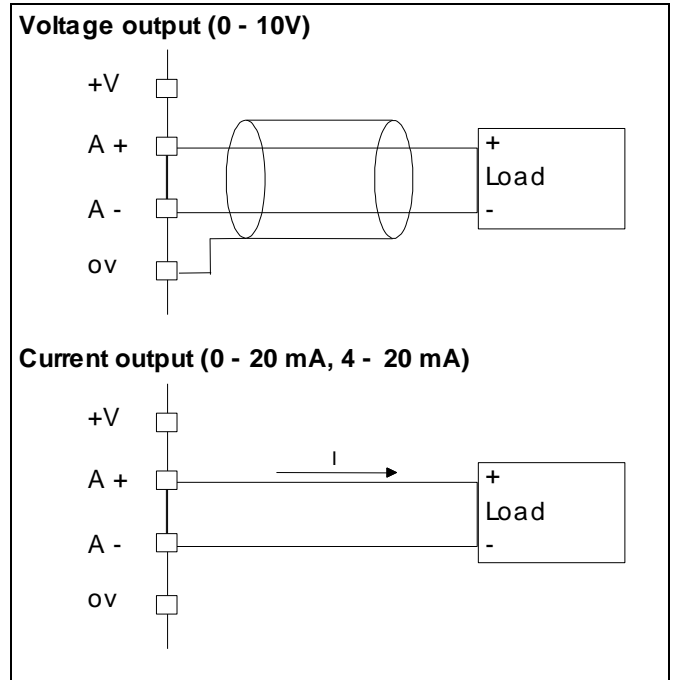 Voltage output (0 - 10V)
+V
A +
A -
ov
+
Load
-
Current output (0 - 20 mA, 4 - 20 mA)
+V
A +
A -
ov
I
+
Load
-